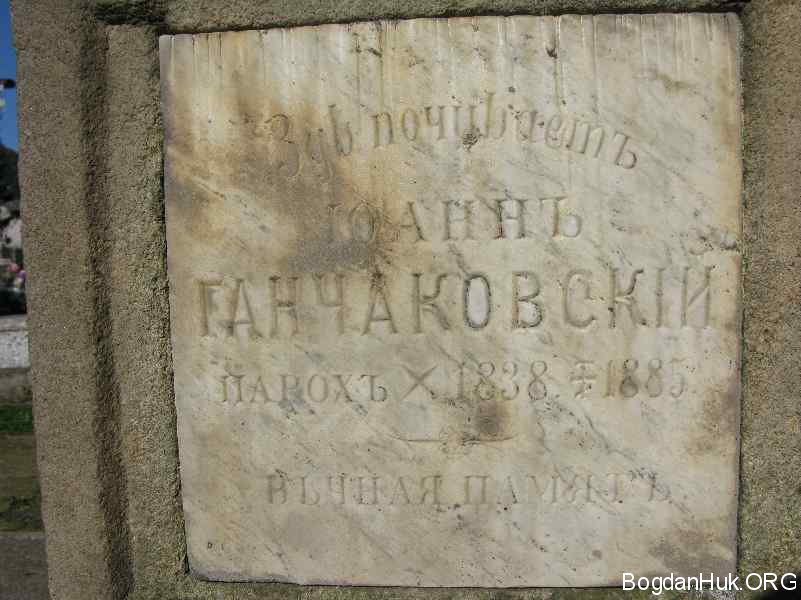 Здѣ почиваетъ
ІОАННЪ
ГАНЧАКОВСКІЙ
ПАРОХЪ × 1838 ‡ 1885
ВѢЧНАЯ ПАМЯТЬ
BogdanHuk.ORG